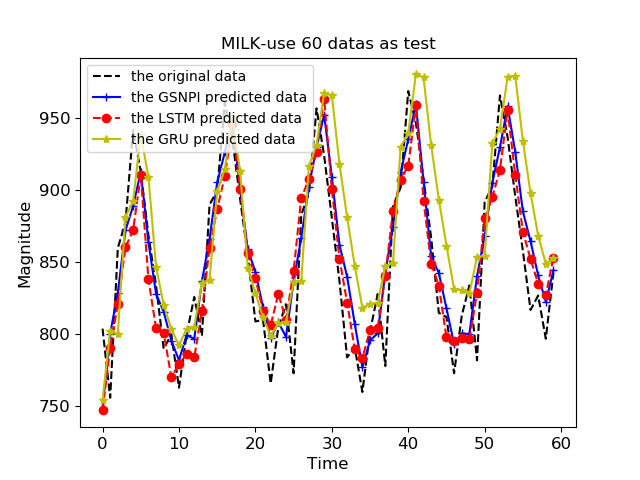 MILK-use 60 datas as test
the original data
the GSNPI predicted data
the LSTM predicted data
the GRU predicted data
Magnitude
950
900
850
800
750
0 10 20 30 40 50 60
Time